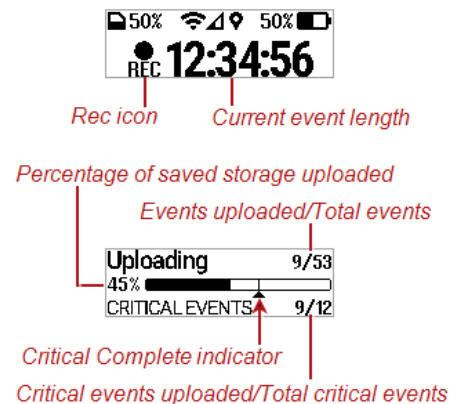 50% 50%
REC 12:34:56
Rec icon Current event length
Percentage of saved storage uploaded
Events uploaded/Total events
Uploading 9/53
45%
CRITICAL EVENTS 9/12
Critical Complete indicator
Critical events uploaded/Total critical events